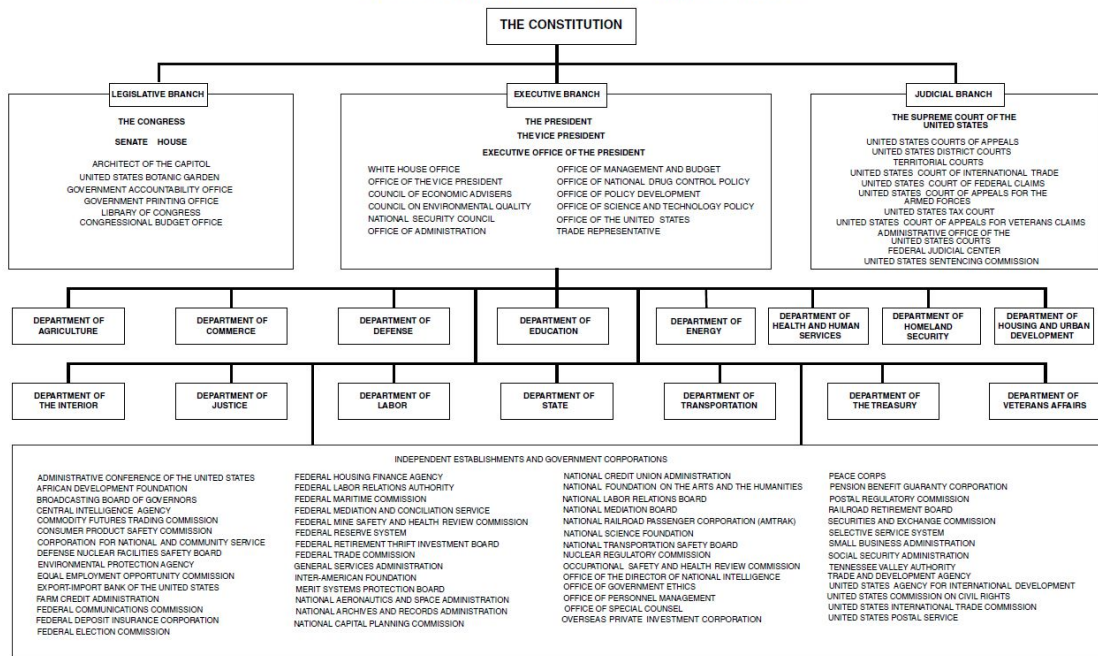 THE CONSTITUTION
LEGISLATIVE BRANCH
THE CONGRESS
SENATE HOUSE
ARCHITECT OF THE CAPITOL
UNITED STATES BOTANIC GARDEN
GOVERNMENT ACCOUNTABILITY OFFICE
GOVERNMENT PRINTING OFFICE
LIBRARY OF CONGRESS
CONGRESSIONAL BUDGET OFFICE
EXECUTIVE BRANCH
THE PRESIDENT
THE VICE PRESIDENT
EXECUTIVE OFFICE OF THE PRESIDENT
WHITE HOUSE OFFICE
OFFICE OF THE VICE PRESIDENT
COUNCIL OF ECONOMIC ADVISERS
COUNCIL ON ENVIRONMENTAL QUALITY
NATIONAL SECURITY COUNCIL
OFFICE OF ADMINISTRATION
OFFICE OF MANAGEMENT AND BUDGET
OFFICE OF NATIONAL DRUG CONTROL POLICY
OFFICE OF POLICY DEVELOPMENT
OFFICE OF SCIENCE AND TECHNOLOGY POLICY
OFFICE OF THE UNITED STATES
TRADE REPRESENTATIVE
JUDICIAL BRANCH
THE SUPREME COURT OF THE
UNITED STATES
UNITED STATES COURTS OF APPEALS
UNITED STATES DISTRICT COURTS
TERRITORIAL COURTS
UNITED STATES COURT OF INTERNATIONAL TRADE
UNITED STATES COURT OF FEDERAL CLAIMS
UNITED STATES COURT OF APPEALS FOR THE
ARMED FORCES
UNITED STATES TAX COURT
UNITED STATES COURT OF APPEALS FOR VETERANS CLAIMS
ADMINISTRATIVE OFFICE OF THE
UNITED STATES COURTS
FEDERAL JUDICIAL CENTER
UNITED STATES SENTENCING COMMISSION
DEPARTMENT OF
AGRICULTURE
DEPARTMENT OF
COMMERCE
DEPARTMENT OF
DEFENSE
DEPARTMENT OF
EDUCATION
DEPARTMENT OF
ENERGY
DEPARTMENT OF
HEALTH AND HUMAN
SERVICES
DEPARTMENT OF
HOMELAND
SECURITY
DEPARTMENT OF
HOUSING AND URBAN
DEVELOPMENT
DEPARTMENT OF
THE INTERIOR
DEPARTMENT OF
JUSTICE
DEPARTMENT OF
LABOR
DEPARTMENT OF
STATE
DEPARTMENT OF
TRANSPORTATION
DEPARTMENT OF
THE TREASURY
DEPARTMENT OF
VETERANS AFFAIRS
INDEPENDENT ESTABLISHMENTS AND GOVERNMENT CORPORATIONS
ADMINISTRATIVE CONFERENCE OF THE UNITED STATES
AFRICAN DEVELOPMENT FOUNDATION
BROADCASTING BOARD OF GOVERNORS
CENTRAL INTELLIGENCE AGENCY
COMMODITY FUTURES TRADING COMMISSION
CONSUMER PRODUCT SAFETY COMMISSION
CORPORATION FOR NATIONAL AND COMMUNITY SERVICE
DEFENSE NUCLEAR FACILITIES SAFETY BOARD
ENVIRONMENTAL PROTECTION AGENCY
EQUAL EMPLOYMENT OPPORTUNITY COMMISSION
EXPORT-IMPORT BANK OF THE UNITED STATES
FARM CREDIT ADMINISTRATION
FEDERAL COMMUNICATIONS COMMISSION
FEDERAL DEPOSIT INSURANCE CORPORATION
FEDERAL ELECTION COMMISSION
FEDERAL HOUSING FINANCE AGENCY
FEDERAL LABOR RELATIONS AUTHORITY
FEDERAL MARITIME COMMISSION
FEDERAL MEDIATION AND CONCILIATION SERVICE
FEDERAL MINE SAFETY AND HEALTH REVIEW COMMISSION
FEDERAL RESERVE SYSTEM
FEDERAL RETIREMENT THRIFT INVESTMENT BOARD
FEDERAL TRADE COMMISSION
GENERAL SERVICES ADMINISTRATION
INTER-AMERICAN FOUNDATION
MERIT SYSTEMS PROTECTION BOARD
NATIONAL AERONAUTICS AND SPACE ADMINISTRATION
NATIONAL ARCHIVES AND RECORDS ADMINISTRATION
NATIONAL CAPITAL PLANNING COMMISSION
NATIONAL CREDIT UNION ADMINISTRATION
NATIONAL FOUNDATION ON THE ARTS AND THE HUMANITIES
NATIONAL LABOR RELATIONS BOARD
NATIONAL MEDIATION BOARD
NATIONAL RAILROAD PASSENGER CORPORATION (AMTRAK)
NATIONAL SCIENCE FOUNDATION
NATIONAL TRANSPORTATION SAFETY BOARD
NUCLEAR REGULATORY COMMISSION
OCCUPATIONAL SAFETY AND HEALTH REVIEW COMMISSION
OFFICE OF THE DIRECTOR OF NATIONAL INTELLIGENCE
OFFICE OF GOVERNMENT ETHICS
OFFICE OF PERSONNEL MANAGEMENT
OFFICE OF SPECIAL COUNSEL
OVERSEAS PRIVATE INVESTMENT CORPORATION
PEACE CORPS
PENSION BENEFIT GUARANTY CORPORATION
POSTAL REGULATORY COMMISSION
RAILROAD RETIREMENT BOARD
SECURITIES AND EXCHANGE COMMISSION
SELECTIVE SERVICE SYSTEM
SMALL BUSINESS ADMINISTRATION
SOCIAL SECURITY ADMINISTRATION
TENNESSEE VALLEY AUTHORITY
TRADE AND DEVELOPMENT AGENCY
UNITED STATES AGENCY FOR INTERNATIONAL DEVELOPMENT
UNITED STATES COMMISSION ON CIVIL RIGHTS
UNITED STATES INTERNATIONAL TRADE COMMISSION
UNITED STATES POSTAL SERVICE